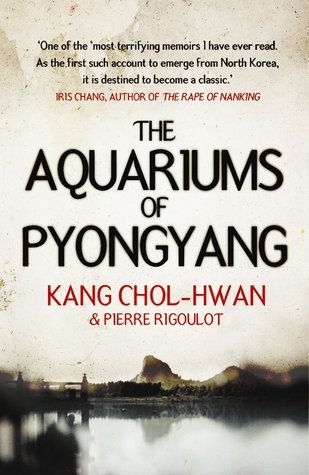 ‘One of the ‘most terrifying memoirs I have ever read.
As the first such account to emerge from North Korea,
it is destined to become a classic.’
IRIS CHANG, AUTHOR OF THE RAPE OF NANKING
THE
AQUARIUMS
OF
PYONGYANG
KANG CHOL-HWAN
& PIERRE RIGOULOT